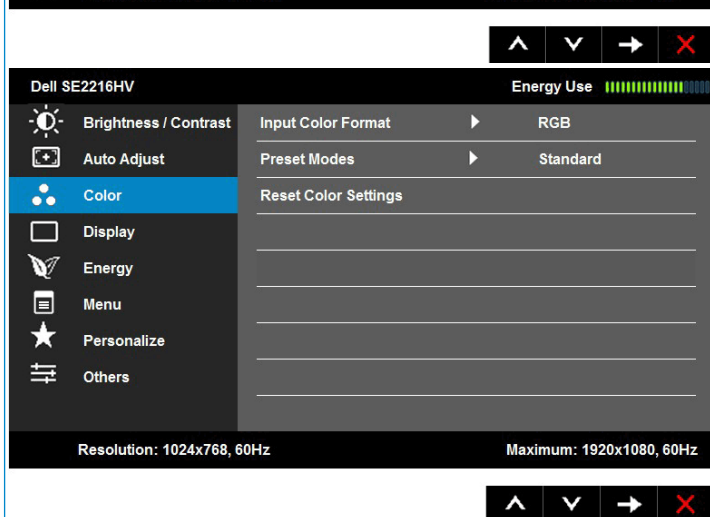 Dell SE2216HV Energy Use
Brightness / Contrast Input Color Format RGB
Auto Adjust Preset Modes Standard
Color Reset Color Settings
Display
Energy
Menu
Personalize
Others
Resolution: 1024x768, 60Hz Maximum: 1920x1080, 60Hz